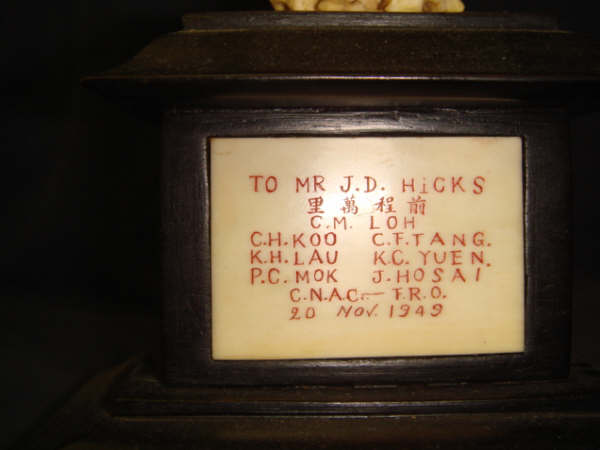 TO MR J.D. HiCKS
里萬程前
C.M. LOH
C.H. KOO C.F. TANG.
K.H. LAU K.C. YUEN.
P.C. MOK J. HOSAI
C.N.A.C. — F.R.O.
20 NOV. 1949